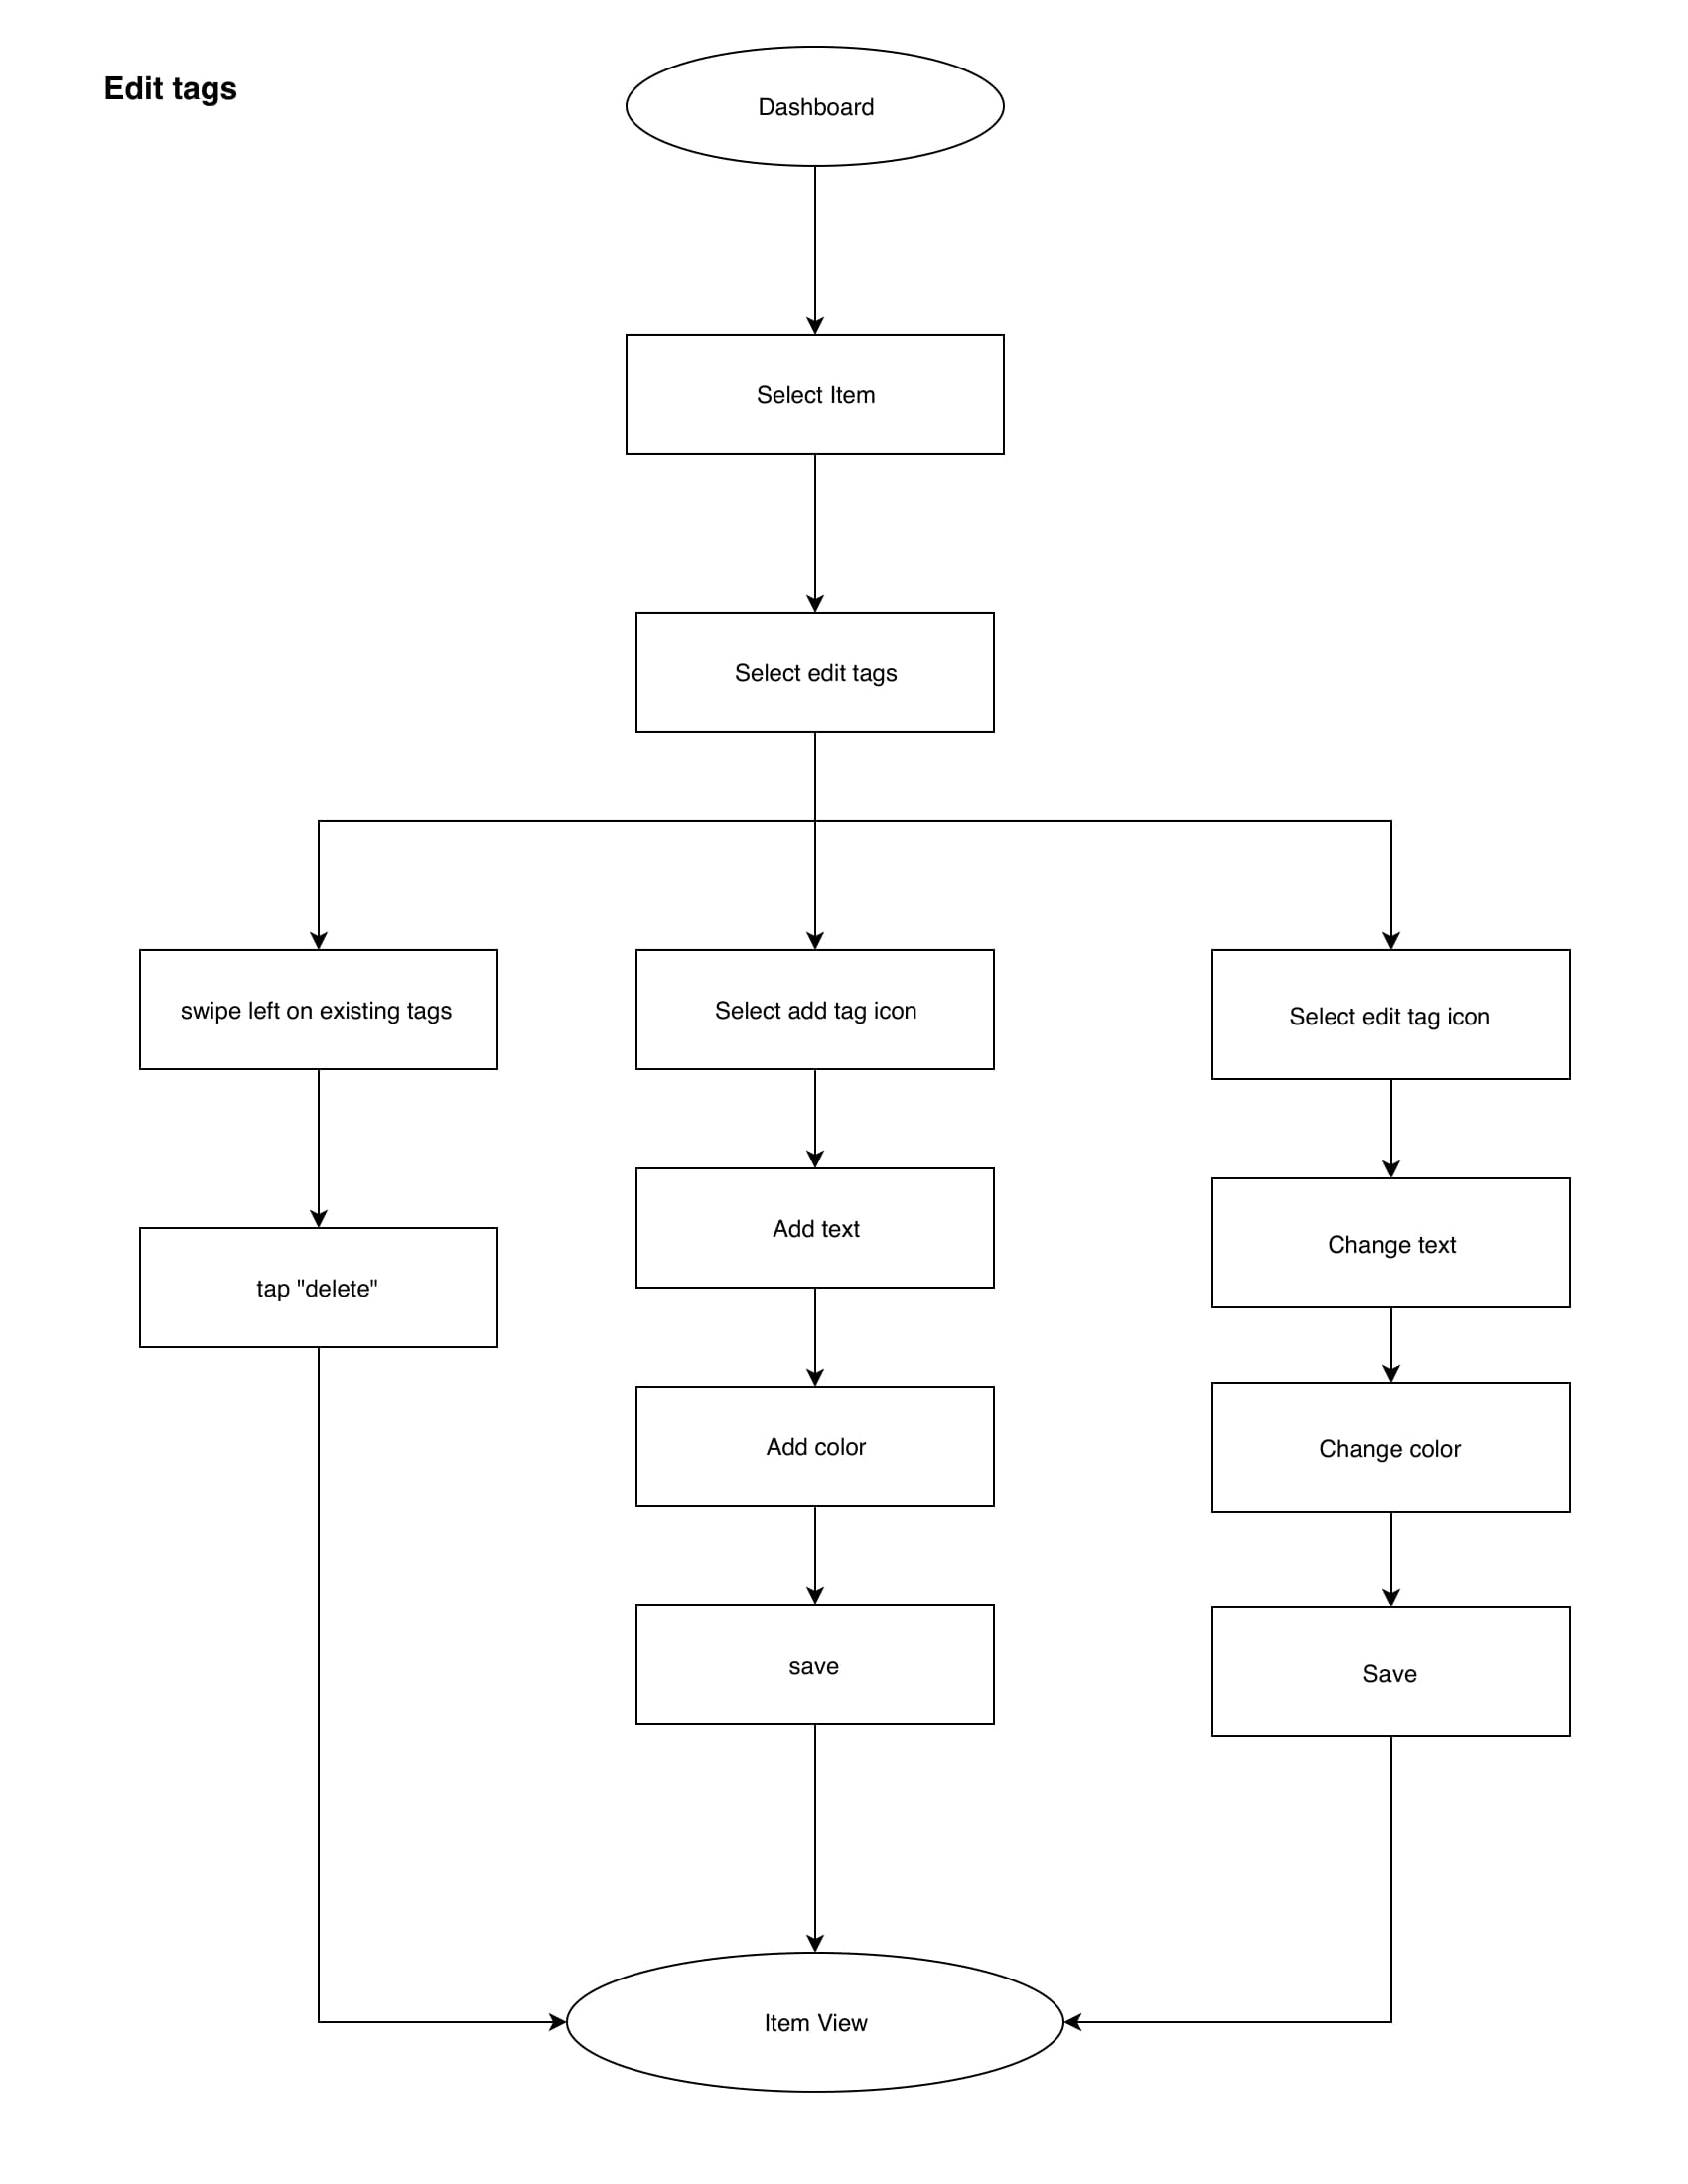 Edit tags
Dashboard
Select Item
Select edit tags
swipe left on existing tags
Select add tag icon
Select edit tag icon
tap "delete"
Add text
Change text
Add color
Change color
save
Save
Item View